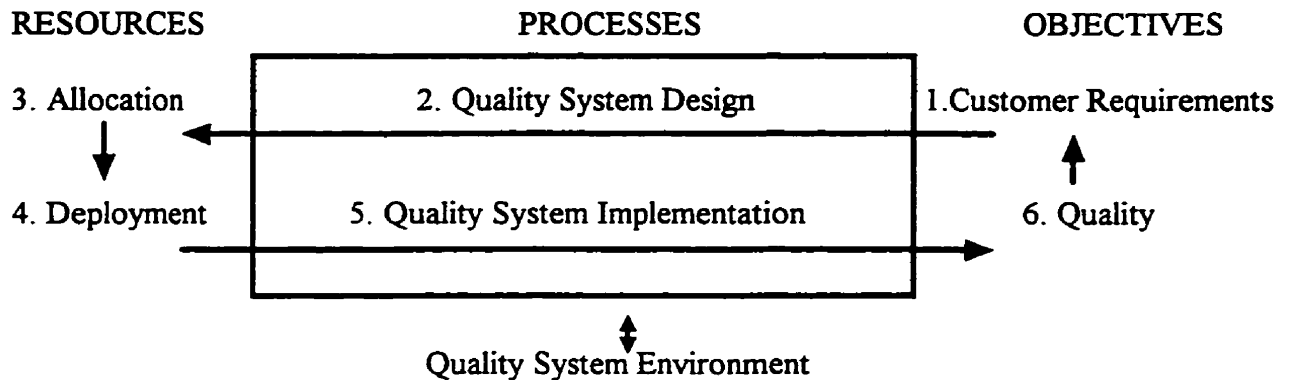 RESOURCES PROCESSES OBJECTIVES
3. Allocation 2. Quality System Design 1.Customer Requirements
4. Deployment 5. Quality System Implementation 6. Quality
Quality System Environment